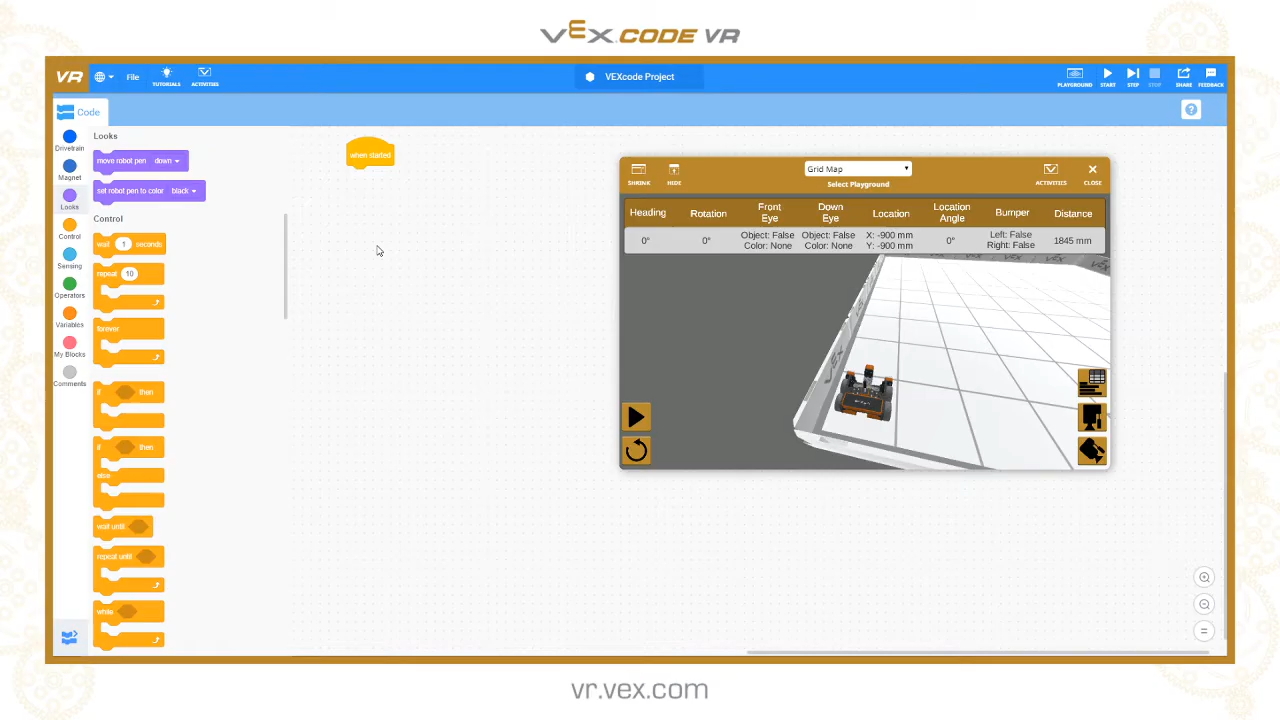 VEX CODE VR
VR
File
TUTORIALS
ACTIVITIES
VEXcode Project
PLAYGROUND
START
STEP
STOP
SHARE
FEEDBACK
Code
?
Drivetrain
Magnet
Looks
Control
Sensing
Operators
Variables
My Blocks
Comments
Looks
move robot pen down
set robot pen to color black
Control
wait 1 seconds
repeat 10
forever
if then
if then
else
wait until
repeat until
while
when started
SHRINK
HIDE
Grid Map
Select Playground
ACTIVITIES
CLOSE
Heading Rotation Front Eye Down Eye Location Location Angle Bumper Distance
0° 0° Object: False Object: False X: -900 mm 0° Left: False 1845 mm
Color: None Color: None Y: -900 mm Right: False
VEX
VEX
VEX
vr.vex.com